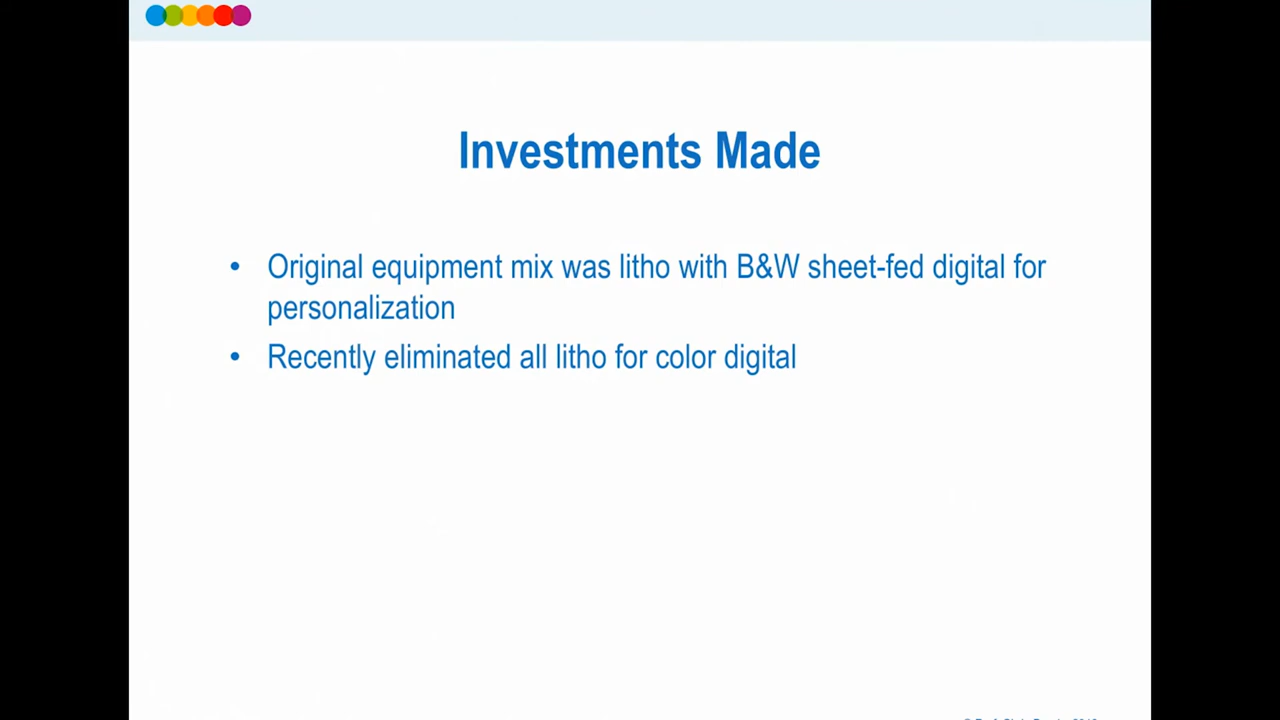 Investments Made
• Original equipment mix was litho with B&W sheet-fed digital for
personalization
• Recently eliminated all litho for color digital